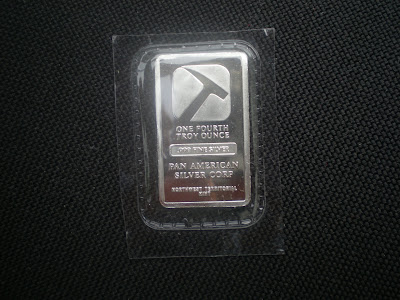 ONE FOURTH
TROY OUNCE
.999 FINE SILVER
PAN AMERICAN
SILVER CORP
NORTHWEST TERRITORIAL
MINT